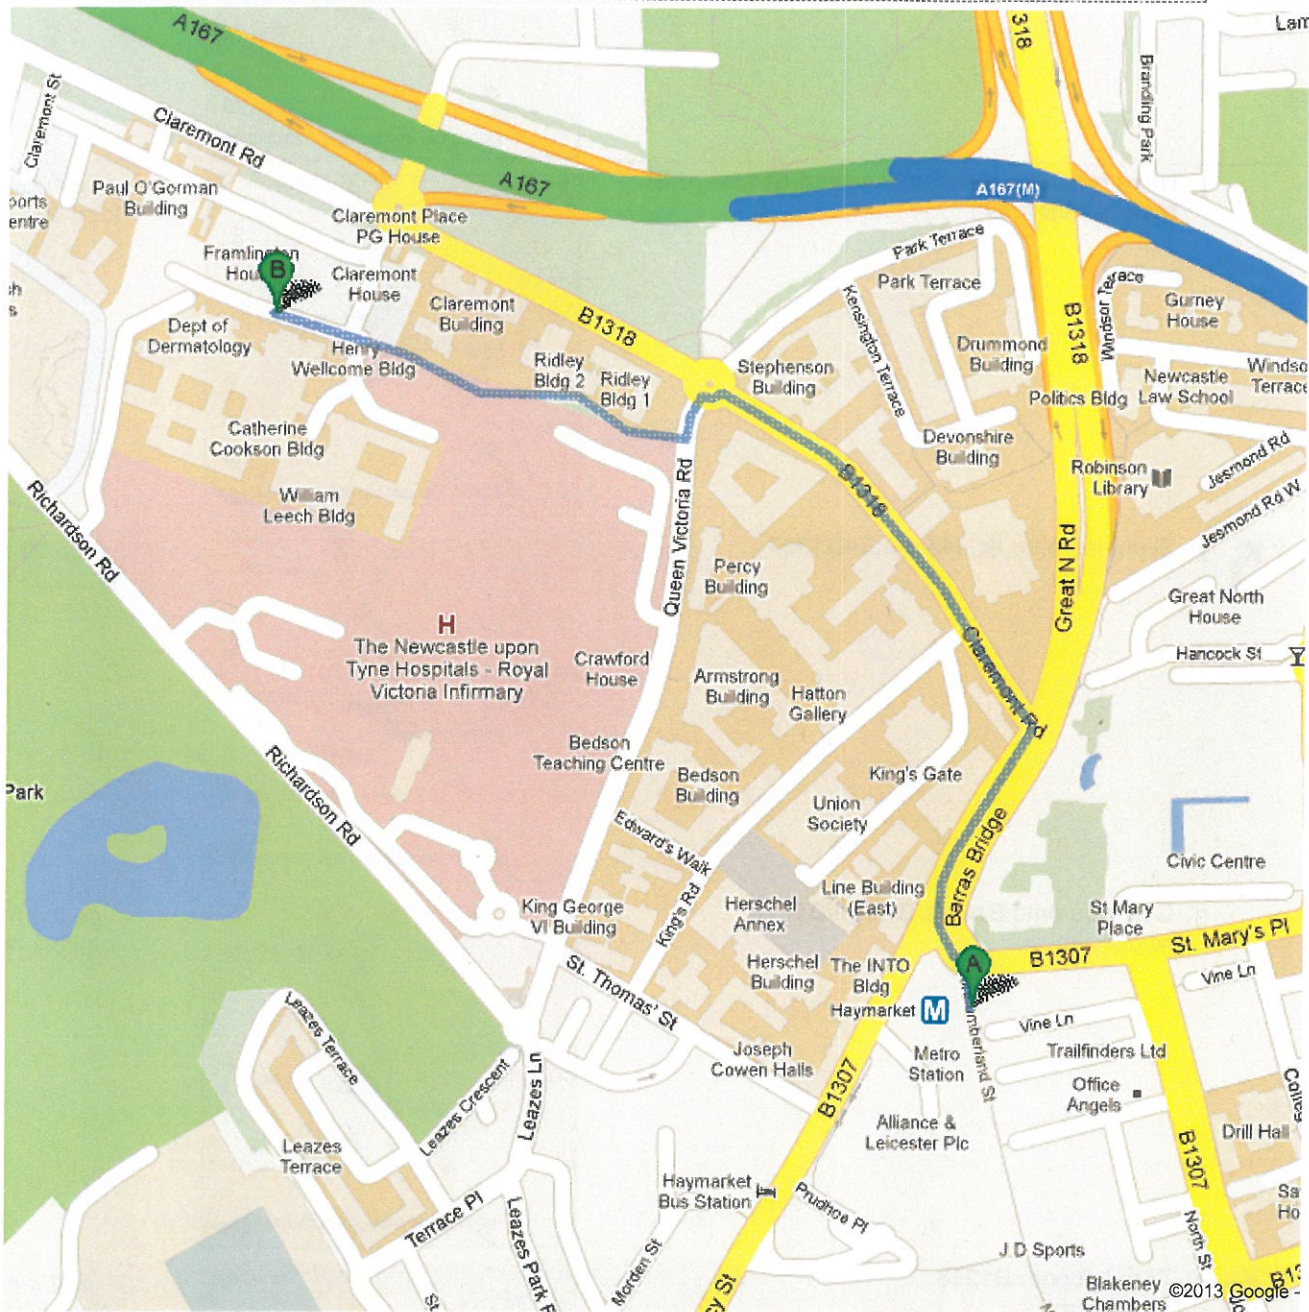 A167
318
Claremont St
Claremont Rd
Branding Park
Paul O'Gorman
Building
A167
A167(M)
Claremont Place
PG House
Park Terrace
Framlington
B
Claremont
House
Park Terrace
Windsor Terrace
Gurney
House
Claremont
Building
B1318
Kensington Terrace
B1318
Dept of
Dermatology
Henry
Wellcome Bldg
Ridley
Bldg 2
Ridley
Bldg 1
Stephenson
Building
Drummond
Building
Newcastle
Law School
Politics Bldg
Catherine
Cookson Bldg
Devonshire
Building
Jesmond Rd
Robinson
Library
William
Leech Bldg
Queen Victoria Rd
B1318
Jesmond Rd W
Richardson Rd
Great N Rd
Percy
Building
Great North
House
H
The Newcastle upon
Tyne Hospitals - Royal
Victoria Infirmary
Crawford
House
Claremont Rd
Hancock St
Armstrong
Building
Hatton
Gallery
Bedson
Teaching Centre
Bedson
Building
King's Gate
Park
Richardson Rd
Union
Society
Edward's Walk
Barras Bridge
Civic Centre
King George
VI Building
King's Rd
Herschel
Annex
Line Building
(East)
St Mary
Place
St. Mary's Pl
B1307
A
St. Thomas' St
Herschel
Building
The INTO
Bldg
Haymarket M
Vine Ln
Vine Ln
Leazes Terrace
Joseph
Cowen Halls
Metro
Station
mberland St
Trailfinders Ltd
Office
Angels
Leazes Crescent
Leazes Ln
B1307
Alliance &
Leicester Plc
Drill Hall
Leazes
Terrace
B1307
Haymarket
Bus Station
Prudhoe Pl
Terrace Pl
Leazes Park
Morden St
North St
J D Sports
St
Blakeney
Chambers
©2013 Google